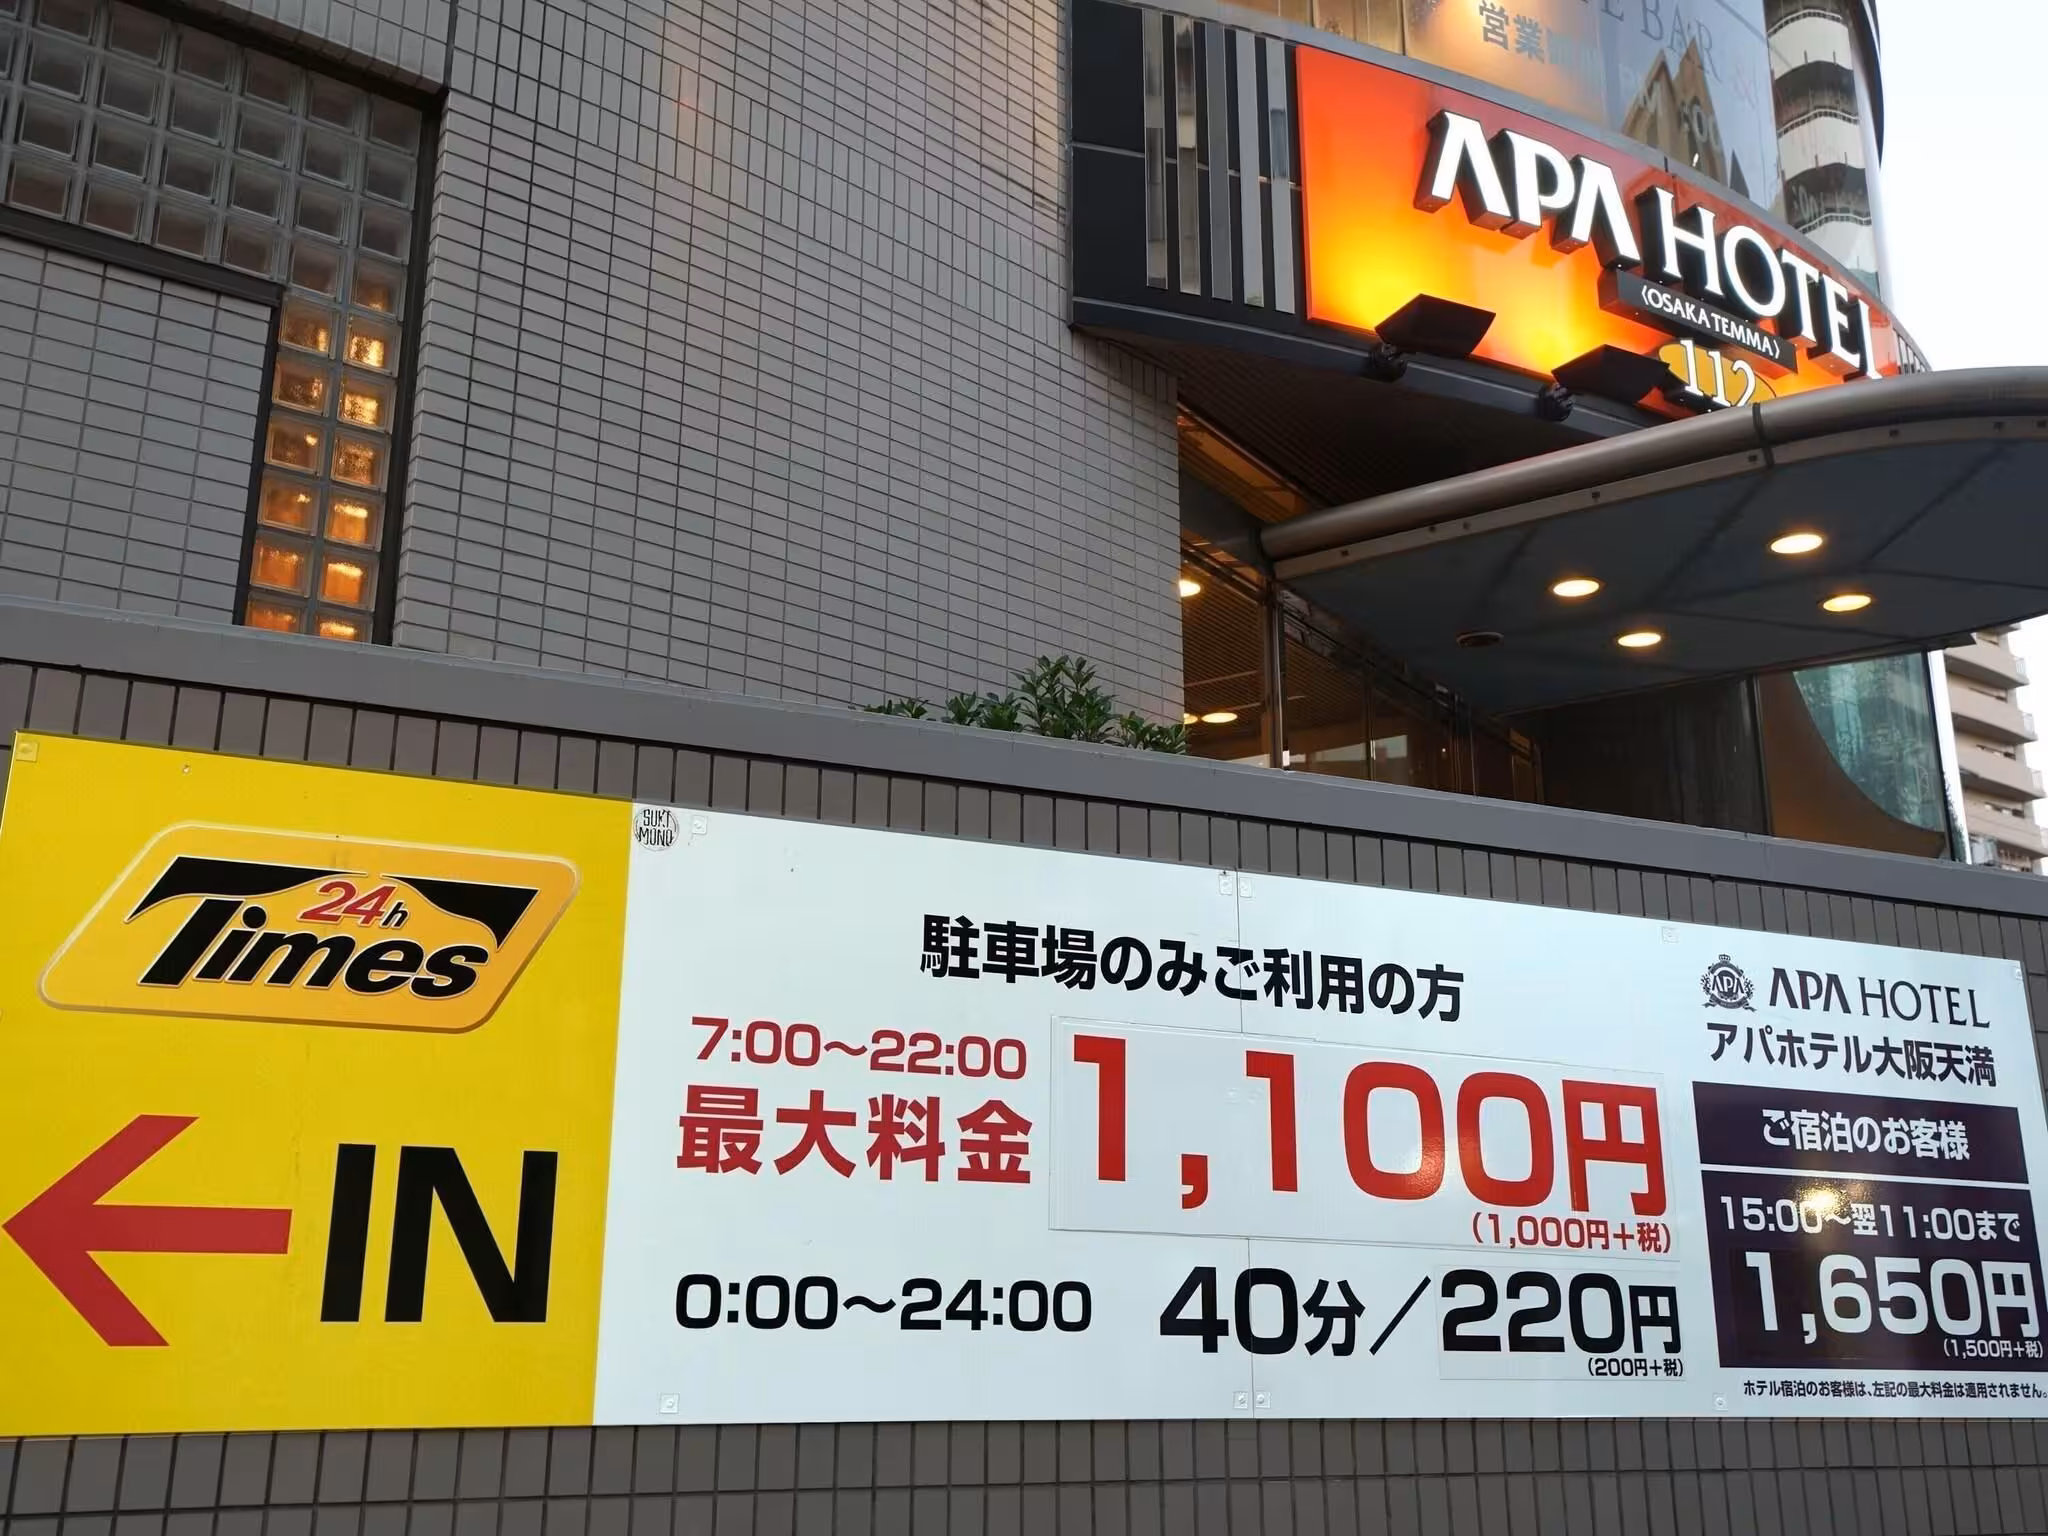 営業
E BAR
APA HOTEL
〈OSAKA TEMMA〉
112
24h
Times
IN
SUKI
MONO
駐車場のみご利用の方
7:00〜22:00
最大料金
1,100円
(1,000円+税)
0:00〜24:00 40分/220円
(200円+税)
APA
APA HOTEL
アパホテル大阪天満
ご宿泊のお客様
15:00〜翌11:00まで
1,650円
(1,500円+税)
ホテル宿泊のお客様は、左記の最大料金は適用されません。